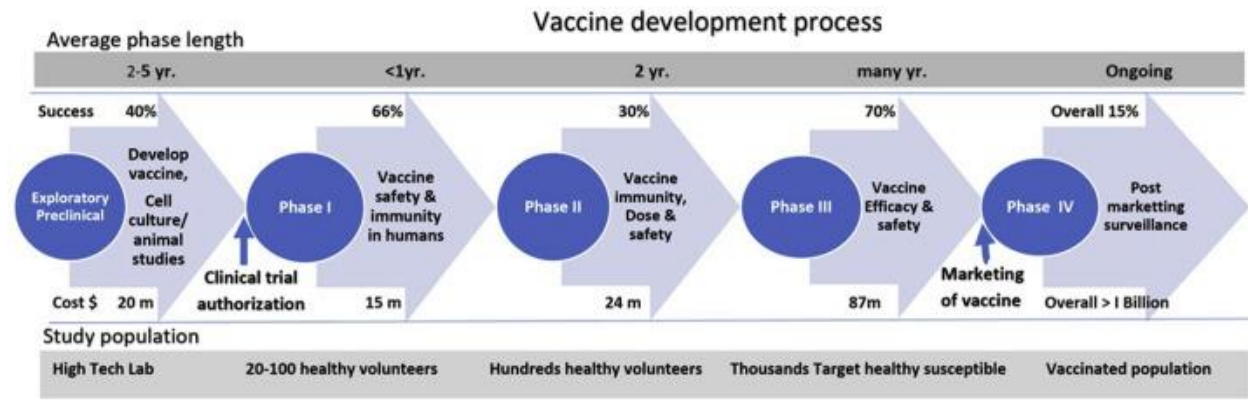 Vaccine development process
Average phase length
2-5 yr. <1yr. 2 yr. many yr. Ongoing
Success 40% 66% 30% 70% Overall 15%
Exploratory
Preclinical
Develop
vaccine,
Cell
culture/
animal
studies
Clinical trial
authorization
Phase I
Vaccine
safety &
immunity
in humans
Phase II
Vaccine
immunity,
Dose &
safety
Phase III
Vaccine
Efficacy &
safety
Marketing
of vaccine
Phase IV
Post
marketting
surveillance
Cost $ 20 m 15 m 24 m 87m Overall > I Billion
Study population
High Tech Lab 20-100 healthy volunteers Hundreds healthy volunteers Thousands Target healthy susceptible Vaccinated population